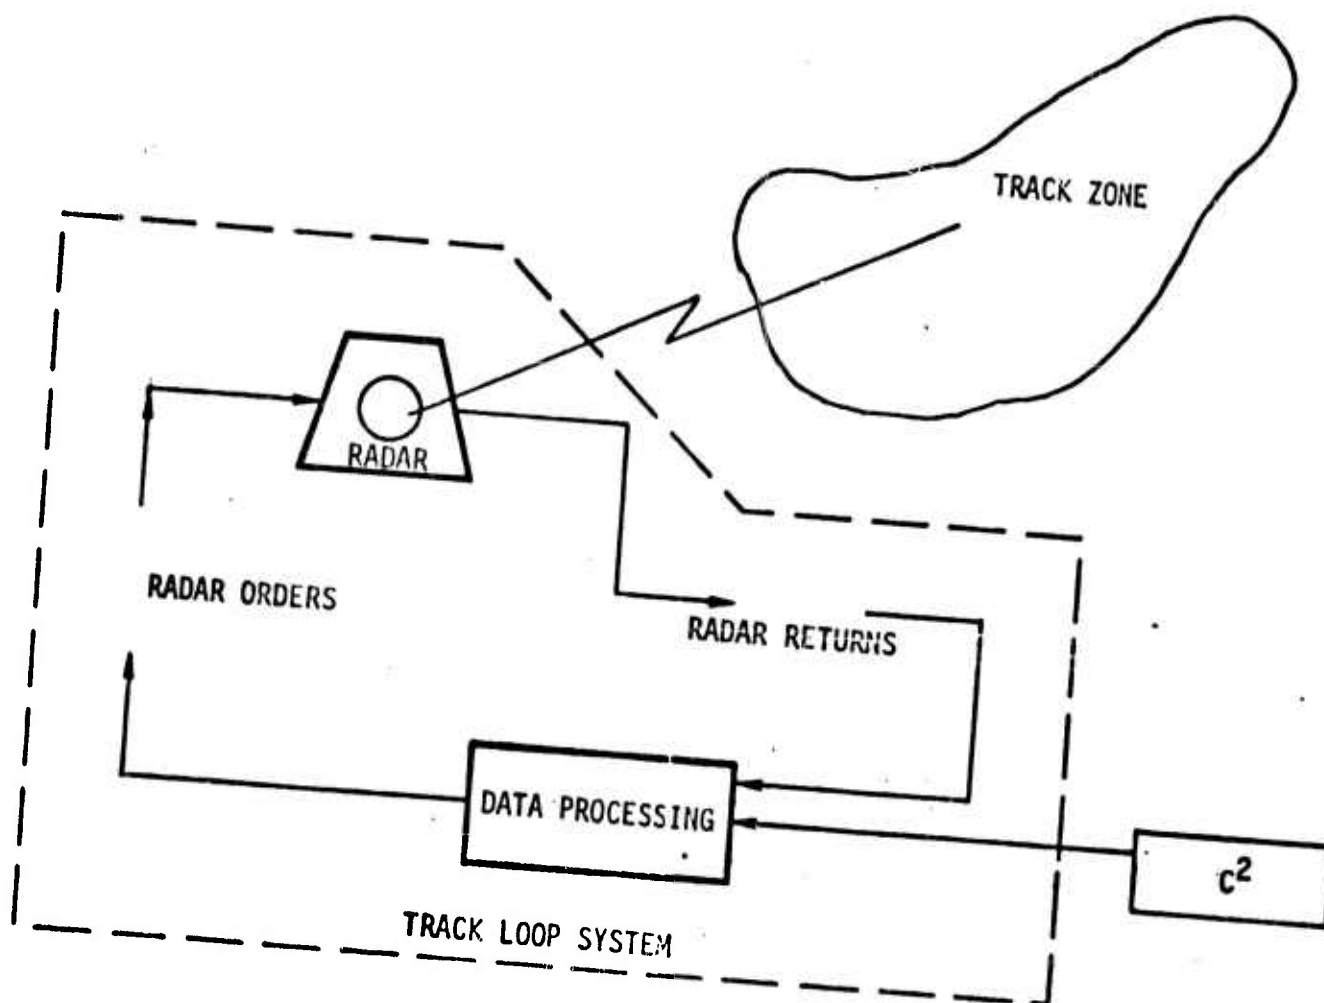 TRACK ZONE
RADAR
RADAR ORDERS
RADAR RETURNS
DATA PROCESSING
C²
TRACK LOOP SYSTEM